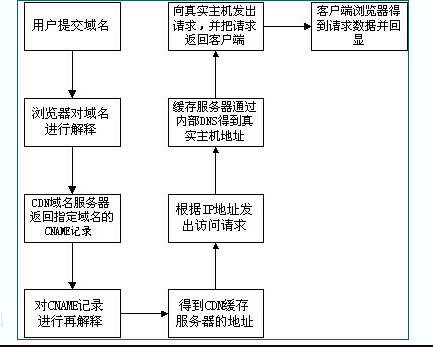 用户提交域名
浏览器对域名
进行解释
CDN域名服务器
返回指定域名的
CNAME记录
对CNAME记录
进行再解释
得到CDN缓存
服务器的地址
根据IP地址发
出访问请求
缓存服务器通过
内部DNS得到真
实主机地址
向真实主机发出
请求，并把请求
返回客户端
客户端浏览器得
到请求数据并回
显